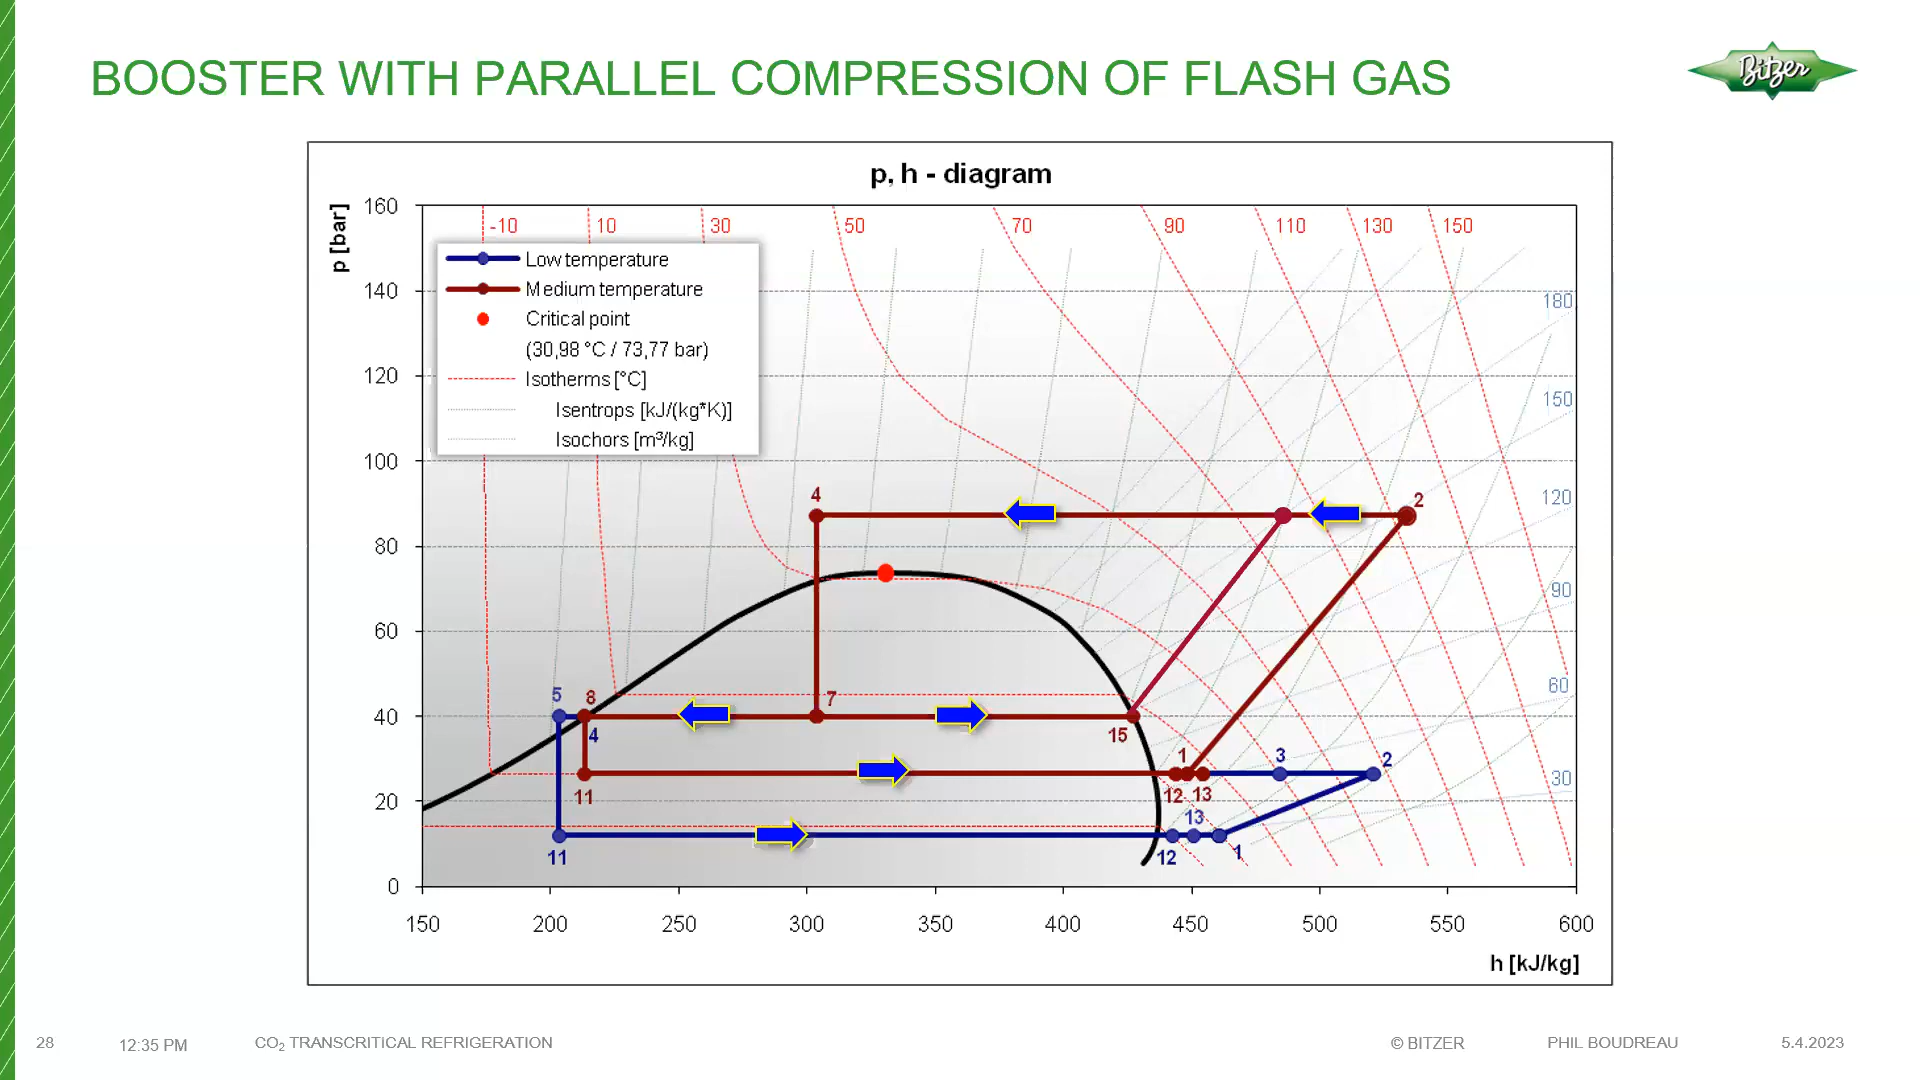 BOOSTER WITH PARALLEL COMPRESSION OF FLASH GAS
Bitzer
p, h - diagram
p [bar]
160
140
120
100
80
60
40
20
0
-10 10 30 50 70 90 110 130 150
Low temperature
Medium temperature
Critical point
(30,98 °C / 73,77 bar)
Isotherms [°C]
Isentrops [kJ/(kg*K)]
Isochors [m³/kg]
180
150
120
90
60
30
4 2
5 8 7
4 15
1 3 2
11 12 13
13
11 12 1
150 200 250 300 350 400 450 500 550 600
h [kJ/kg]
28 12:35 PM CO₂ TRANSCRITICAL REFRIGERATION © BITZER PHIL BOUDREAU 5.4.2023